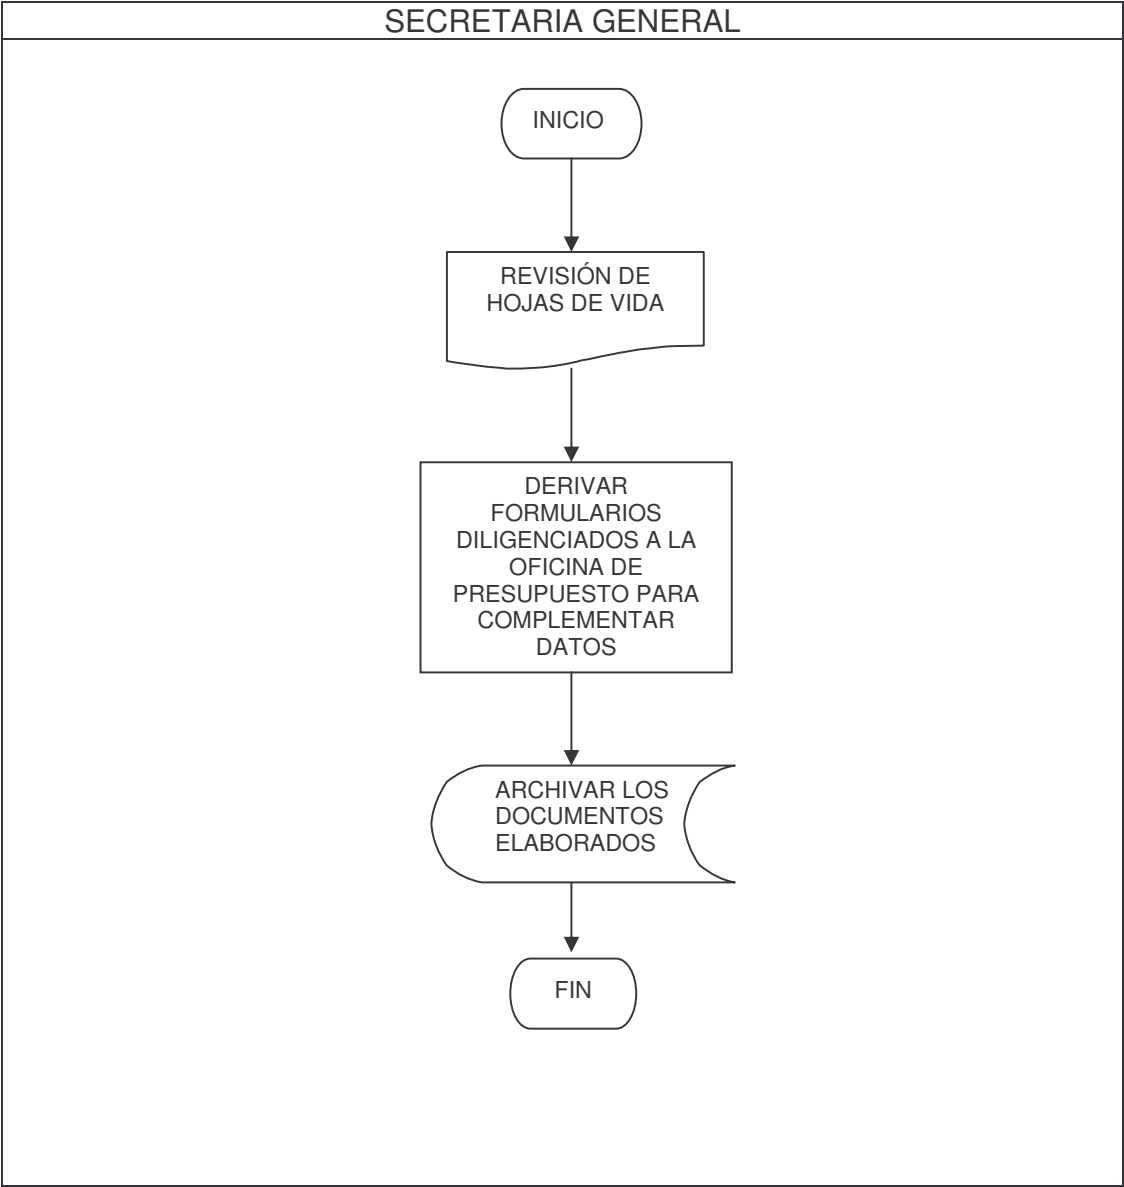 SECRETARIA GENERAL
INICIO
REVISIÓN DE
HOJAS DE VIDA
DERIVAR
FORMULARIOS
DILIGENCIADOS A LA
OFICINA DE
PRESUPUESTO PARA
COMPLEMENTAR
DATOS
ARCHIVAR LOS
DOCUMENTOS
ELABORADOS
FIN